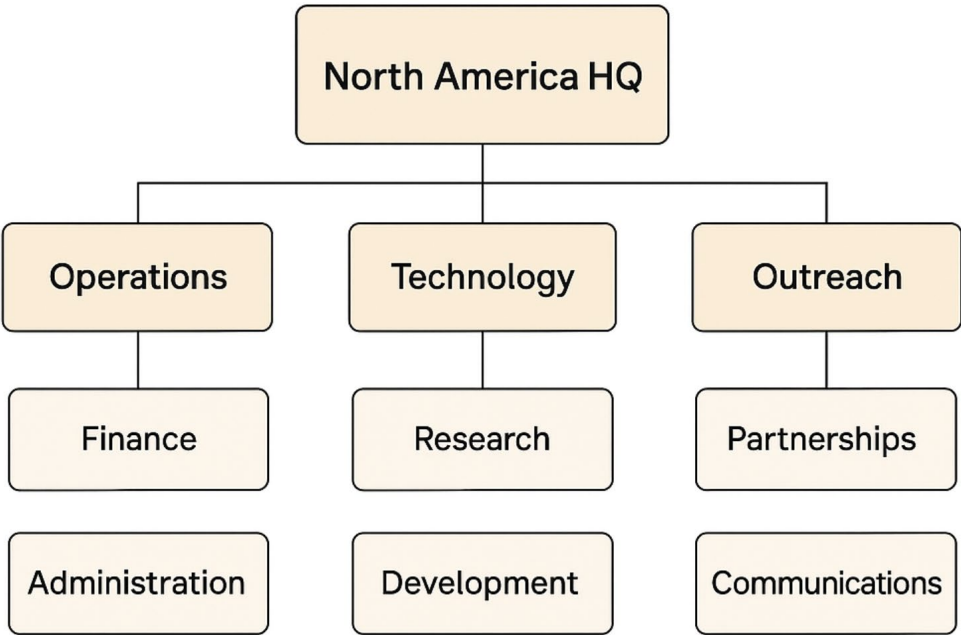 North America HQ
Operations
Technology
Outreach
Finance
Research
Partnerships
Administration
Development
Communications